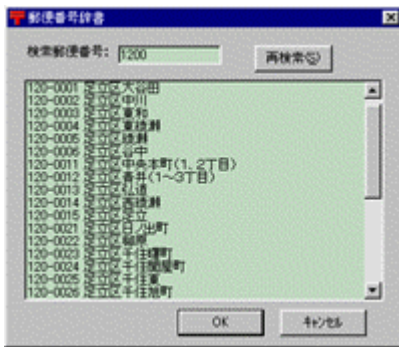 郵便番号辞書
検索郵便番号: 1200 再検索(S)
120-0001 足立区大谷田
120-0002 足立区中川
120-0003 足立区東和
120-0004 足立区東綾瀬
120-0005 足立区綾瀬
120-0006 足立区谷中
120-0011 足立区中央本町(1、2丁目)
120-0012 足立区青井(1~3丁目)
120-0013 足立区弘道
120-0014 足立区西綾瀬
120-0015 足立区足立
120-0021 足立区日ノ出町
120-0022 足立区柳原
120-0023 足立区千住曙町
120-0024 足立区千住関屋町
120-0025 足立区千住東
120-0026 足立区千住旭町
OK キャンセル